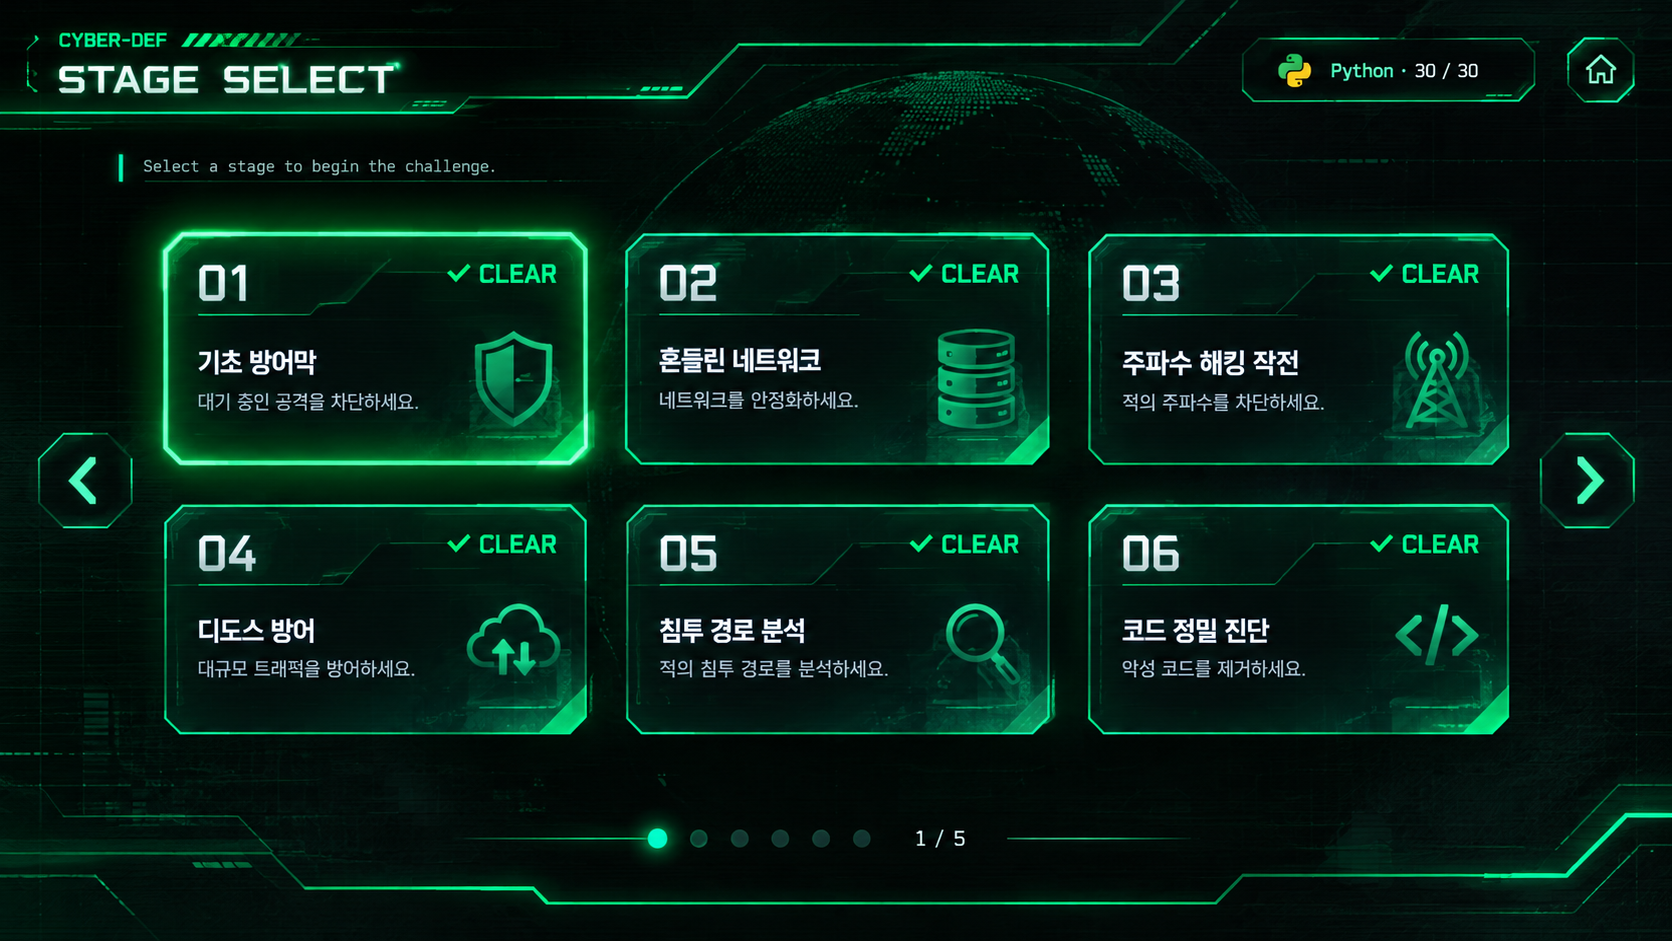 CYBER-DEF
STAGE SELECT
Python · 30 / 30
Select a stage to begin the challenge.
01
✓ CLEAR
기초 방어막
대기 충인 공격을 차단하세요.
02
✓ CLEAR
혼들린 네트워코
네트워크를 안정화하세요.
03
✓ CLEAR
주파수 해킹 작전
적의 주파수를 차단하세요.
04
✓ CLEAR
디도스 방어
대규모 트래퍽을 방어하세요.
05
✓ CLEAR
침투 경로 분석
적의 침투 경로를 분석하세요.
06
✓ CLEAR
코드 정밀 진단
악성 코드를 제거하세요.
1 / 5